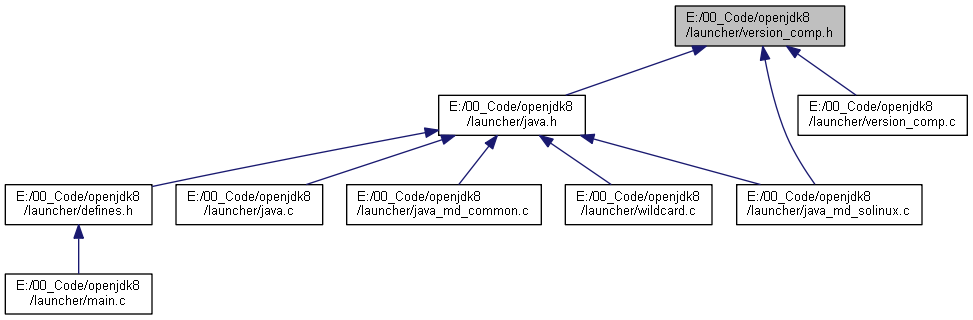 E:/00_Code/openjdk8
/launcher/version_comp.h
E:/00_Code/openjdk8
/launcher/java.h
E:/00_Code/openjdk8
/launcher/version_comp.c
E:/00_Code/openjdk8
/launcher/defines.h
E:/00_Code/openjdk8
/launcher/java.c
E:/00_Code/openjdk8
/launcher/java_md_common.c
E:/00_Code/openjdk8
/launcher/wildcard.c
E:/00_Code/openjdk8
/launcher/java_md_solinux.c
E:/00_Code/openjdk8
/launcher/main.c